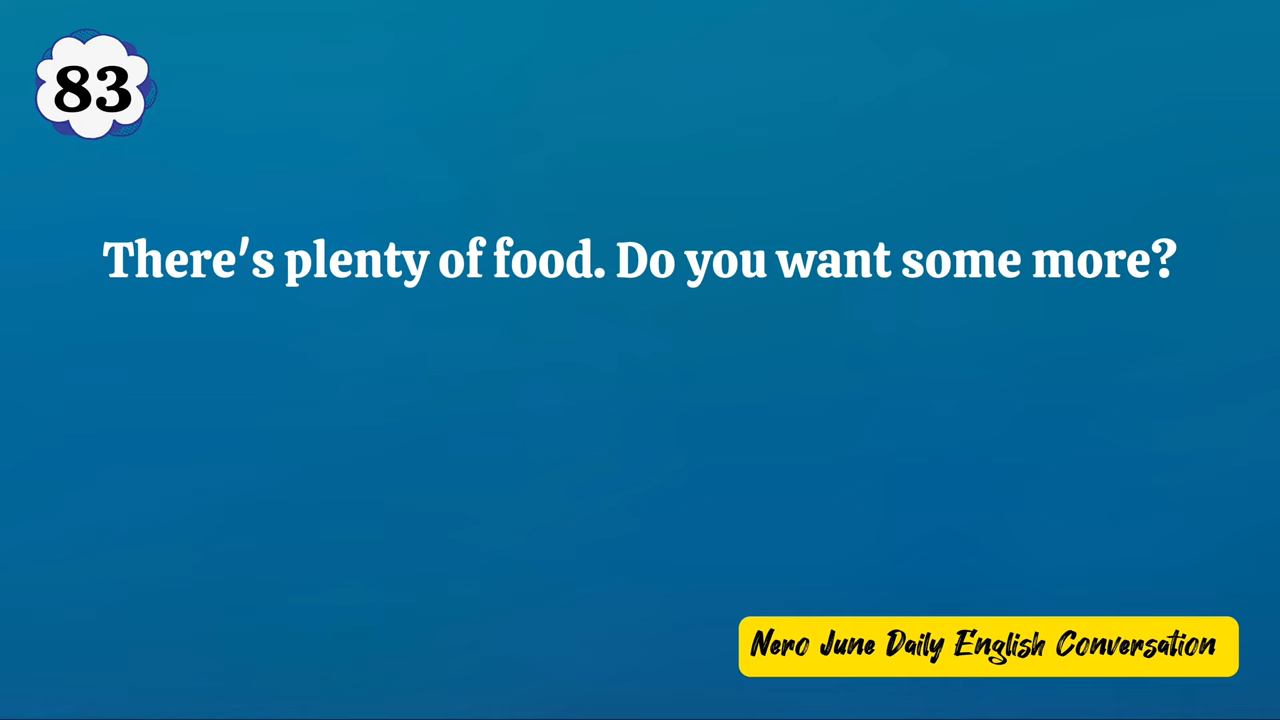 83
There's plenty of food. Do you want some more?
Nero June Daily English Conversation